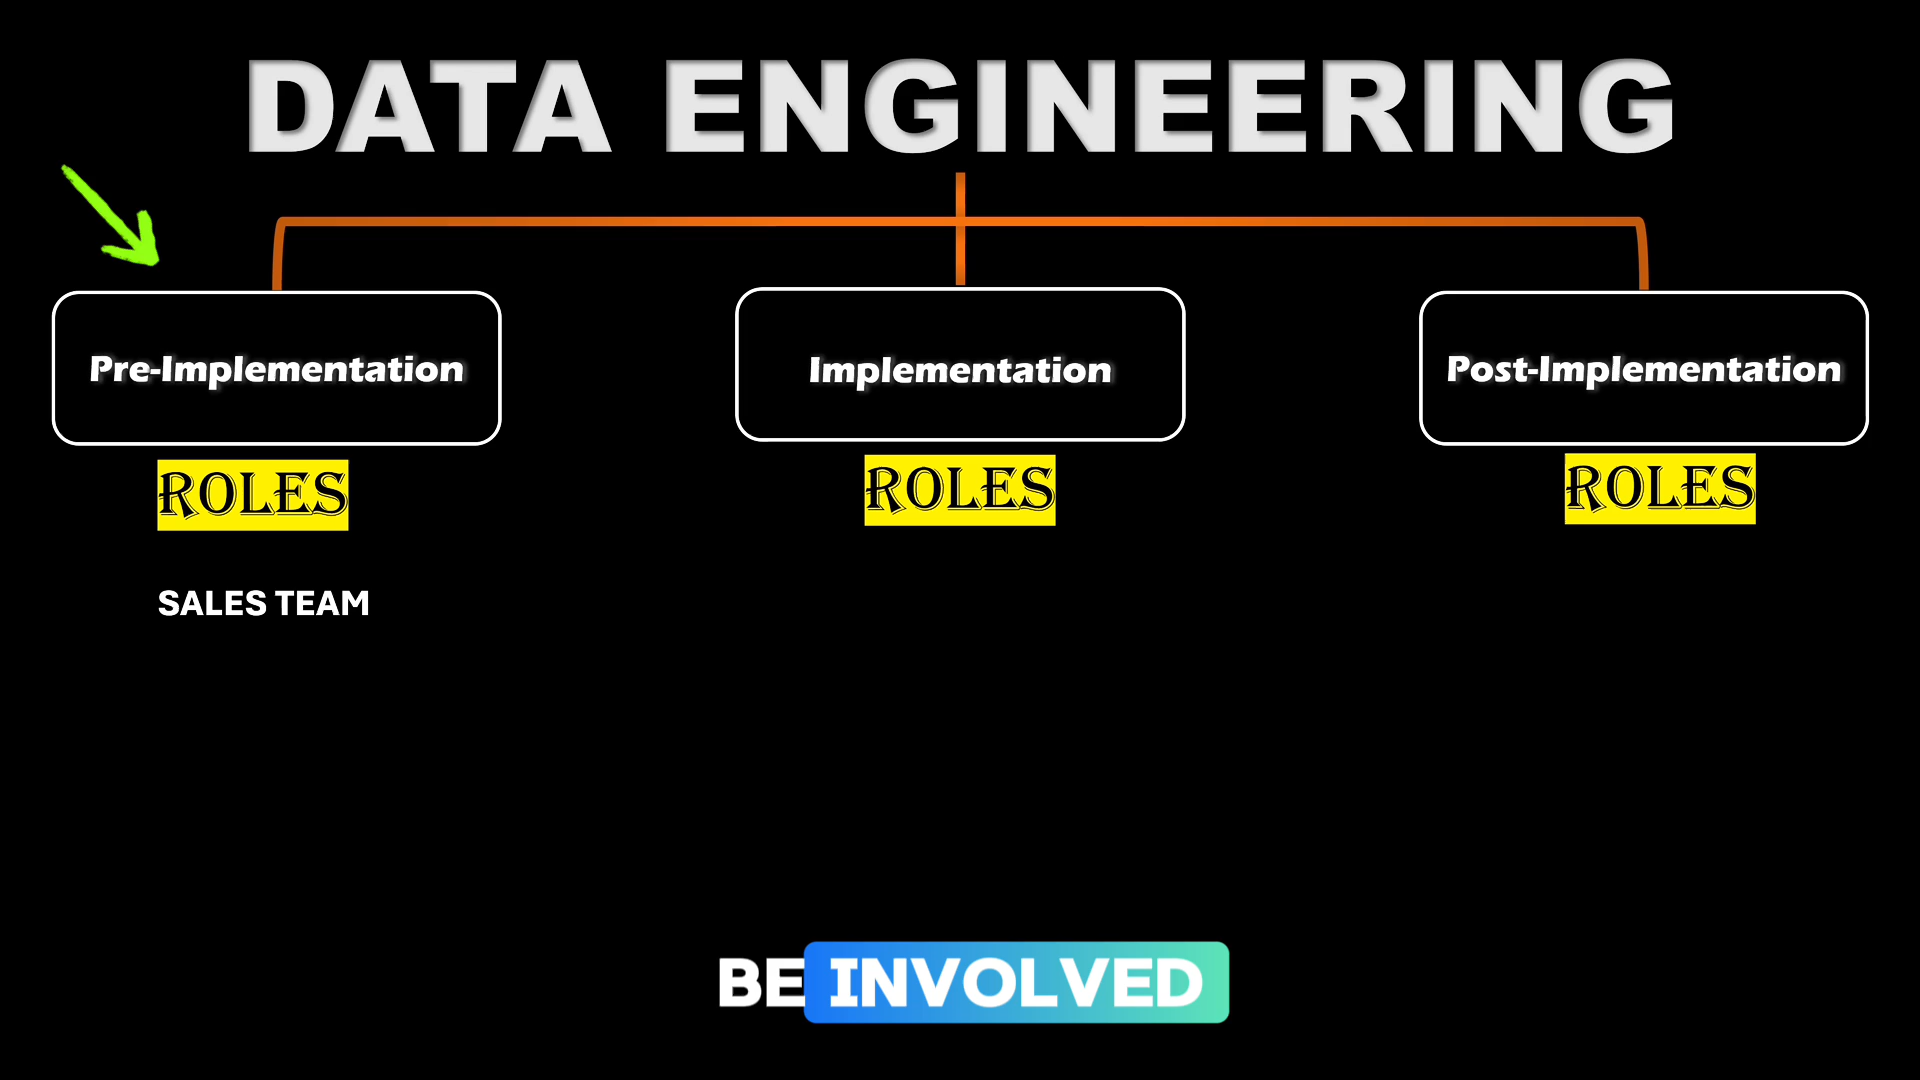 DATA ENGINEERING
Pre-Implementation
Implementation
Post-Implementation
ROLES
ROLES
ROLES
SALES TEAM
BE INVOLVED